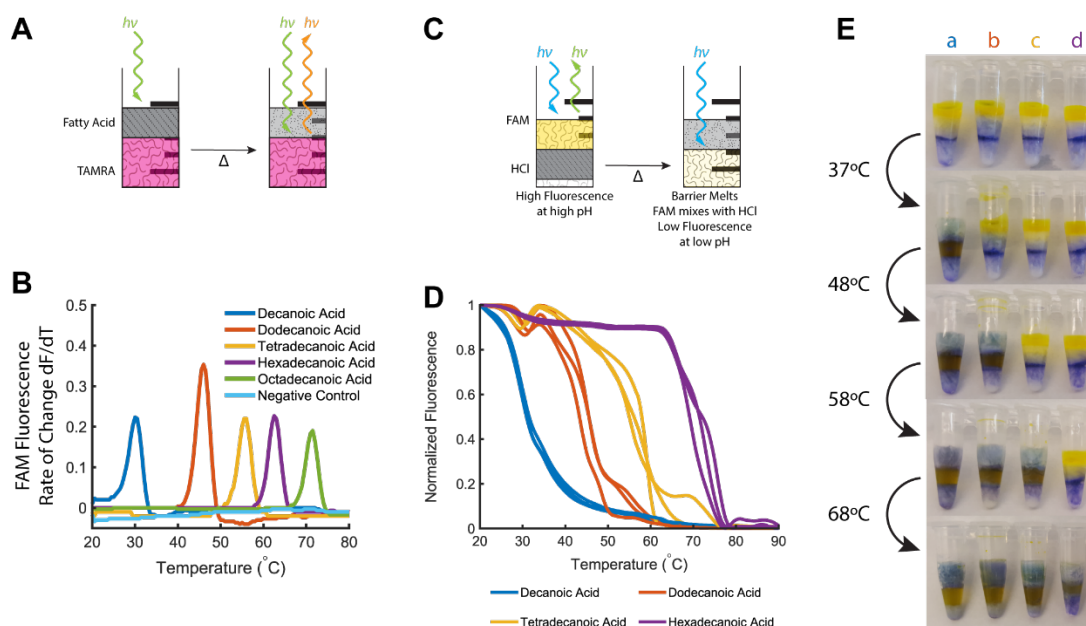 A
hν
hν
hν
Fatty Acid
TAMRA
Δ
B
FAM Fluorescence
Rate of Change dF/dT
0.5
0.4
0.3
0.2
0.1
0
20
30
40
50
60
70
80
Temperature (°C)
Decanoic Acid
Dodecanoic Acid
Tetradecanoic Acid
Hexadecanoic Acid
Octadecanoic Acid
Negative Control
C
hν
hν
hν
FAM
HCl
Δ
High Fluorescence
at high pH
Barrier Melts
FAM mixes with HCl
Low Fluorescence
at low pH
D
Normalized Fluorescence
1
0.8
0.6
0.4
0.2
0
20
30
40
50
60
70
80
90
Temperature (°C)
Decanoic Acid
Dodecanoic Acid
Tetradecanoic Acid
Hexadecanoic Acid
E
a
b
c
d
37°C
48°C
58°C
68°C